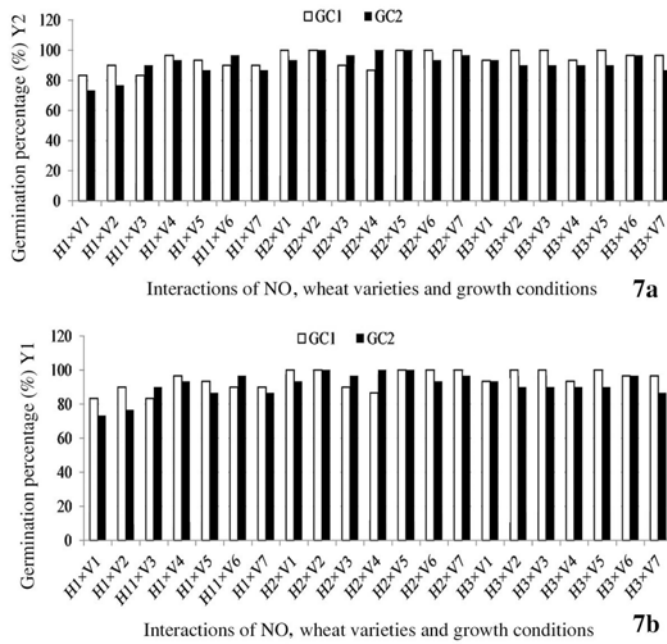 Germination percentage (%) Y2
120
100
80
60
40
20
0
GC1 GC2
H1×V1 H1×V2 H11×V3 H1×V4 H1×V5 H11×V6 H1×V7 H2×V1 H2×V2 H2×V3 H2×V4 H2×V5 H2×V6 H2×V7 H3×V1 H3×V2 H3×V3 H3×V4 H3×V5 H3×V6 H3×V7
Interactions of NO, wheat varieties and growth conditions 7a
Germination percentage (%) Y1
120
100
80
60
40
20
0
GC1 GC2
H1×V1 H1×V2 H11×V3 H1×V4 H1×V5 H11×V6 H1×V7 H2×V1 H2×V2 H2×V3 H2×V4 H2×V5 H2×V6 H2×V7 H3×V1 H3×V2 H3×V3 H3×V4 H3×V5 H3×V6 H3×V7
Interactions of NO, wheat varieties and growth conditions 7b